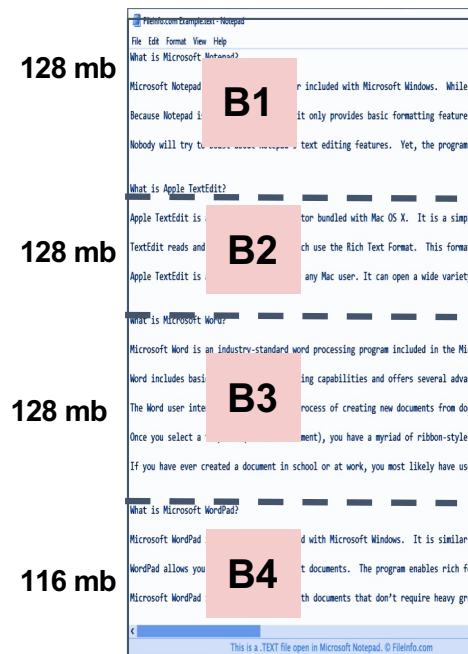 FileInfo.com Example.text - Notepad
File Edit Format View Help
What is Microsoft Notepad?
128 mb
Microsoft Notepad r included with Microsoft Windows. While
B1
Because Notepad i it only provides basic formatting feature
Nobody will try to text editing features. Yet, the program
What is Apple TextEdit?
Apple TextEdit is tor bundled with Mac OS X. It is a simp
128 mb
TextEdit reads and ch use the Rich Text Format. This forma
B2
Apple TextEdit is any Mac user. It can open a wide variety
What is Microsoft Word?
Microsoft Word is an industry-standard word processing program included in the Mi
Word includes basi ing capabilities and offers several adva
128 mb
B3
The Word user inte rocess of creating new documents from do
Once you select a ment), you have a myriad of ribbon-style
If you have ever created a document in school or at work, you most likely have us
What is Microsoft WordPad?
Microsoft WordPad d with Microsoft Windows. It is similar
116 mb
B4
WordPad allows you t documents. The program enables rich f
Microsoft WordPad th documents that don't require heavy gr
This is a .TEXT file open in Microsoft Notepad. © FileInfo.com